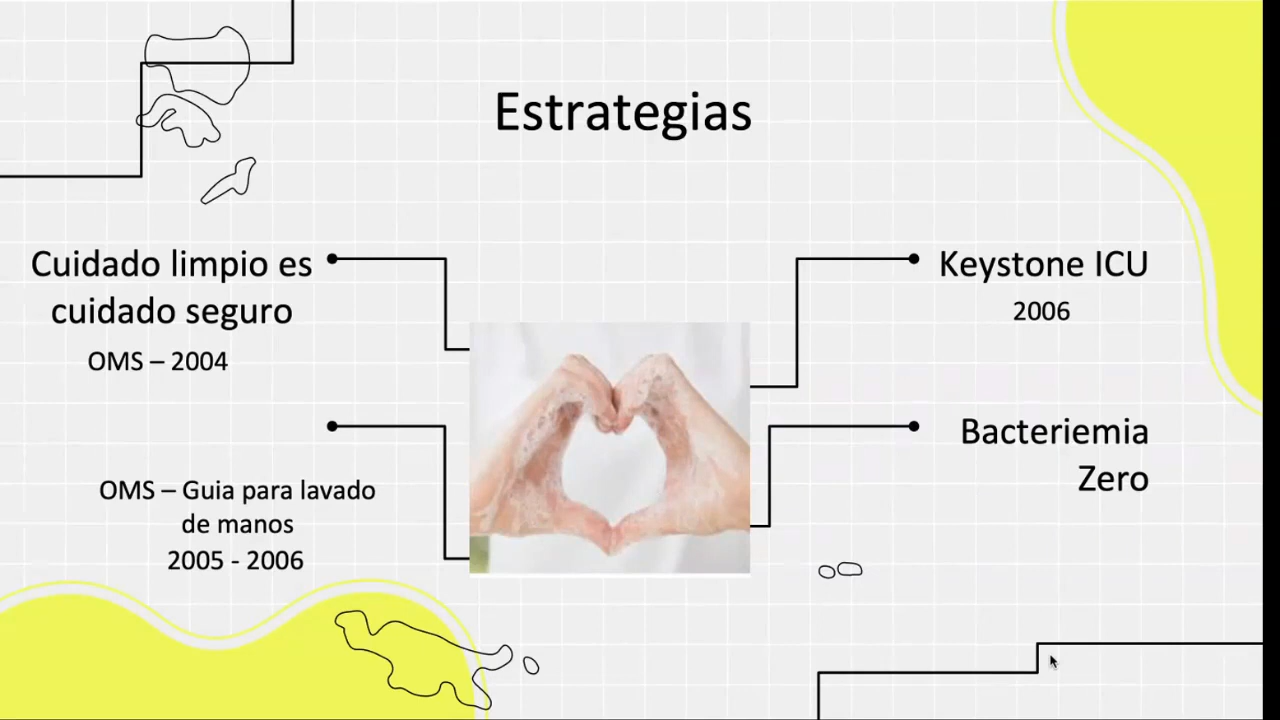 Estrategias
Cuidado limpio es
cuidado seguro
OMS – 2004
OMS – Guia para lavado
de manos
2005 - 2006
Keystone ICU
2006
Bacteriemia
Zero